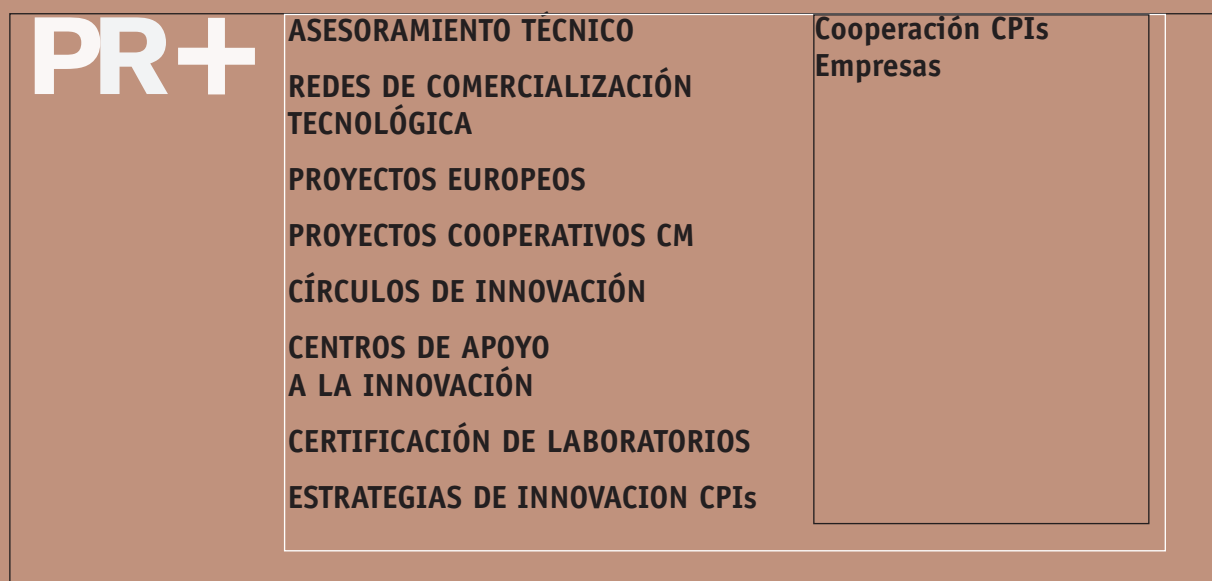 PR+
ASESORAMIENTO TÉCNICO
REDES DE COMERCIALIZACIÓN
TECNOLÓGICA
PROYECTOS EUROPEOS
PROYECTOS COOPERATIVOS CM
CÍRCULOS DE INNOVACIÓN
CENTROS DE APOYO
A LA INNOVACIÓN
CERTIFICACIÓN DE LABORATORIOS
ESTRATEGIAS DE INNOVACION CPIs
Cooperación CPIs
Empresas